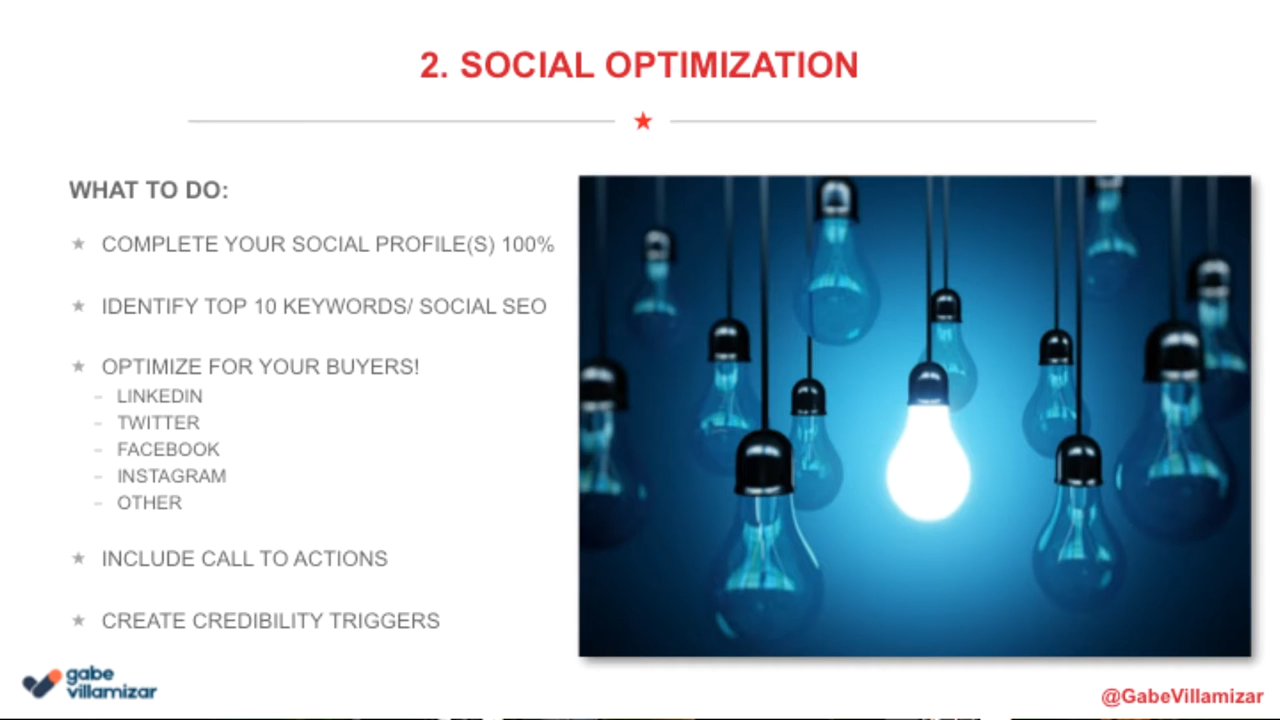 2. SOCIAL OPTIMIZATION
WHAT TO DO:
COMPLETE YOUR SOCIAL PROFILE(S) 100%
IDENTIFY TOP 10 KEYWORDS/ SOCIAL SEO
OPTIMIZE FOR YOUR BUYERS!
– LINKEDIN
– TWITTER
– FACEBOOK
– INSTAGRAM
– OTHER
INCLUDE CALL TO ACTIONS
CREATE CREDIBILITY TRIGGERS
gabe
villamizar
@GabeVillamizar